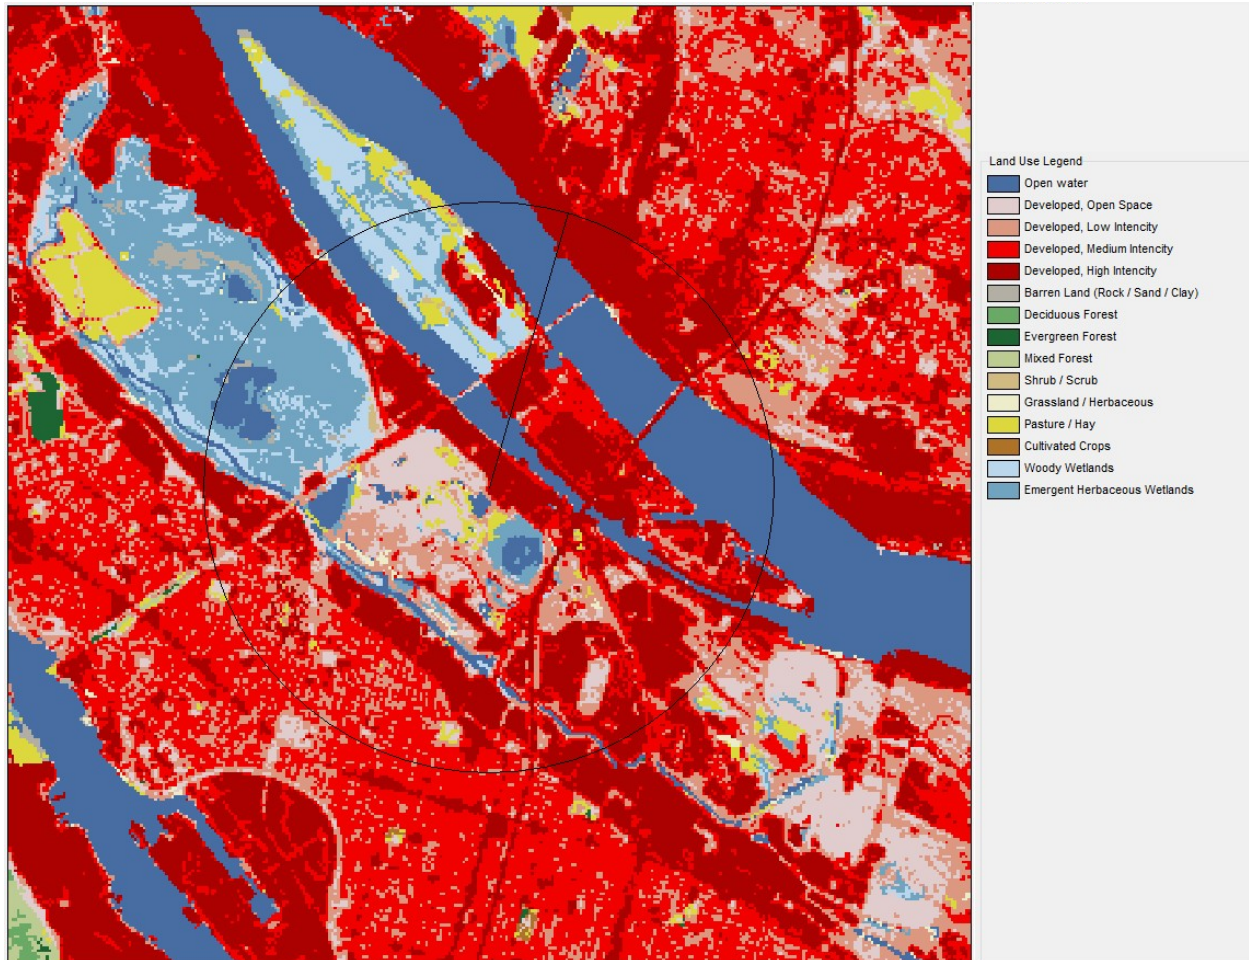 Land Use Legend
Open water
Developed, Open Space
Developed, Low Intencity
Developed, Medium Intencity
Developed, High Intencity
Barren Land (Rock / Sand / Clay)
Deciduous Forest
Evergreen Forest
Mixed Forest
Shrub / Scrub
Grassland / Herbaceous
Pasture / Hay
Cultivated Crops
Woody Wetlands
Emergent Herbaceous Wetlands